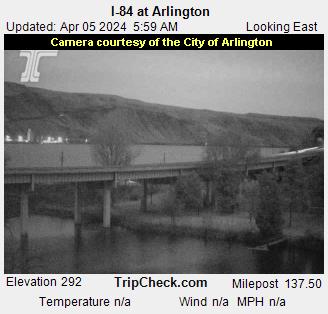 I-84 at Arlington
Updated: Apr 05 2024 5:59 AM Looking East
Camera courtesy of the City of Arlington
Elevation 292 TripCheck.com Milepost 137.50
Temperature n/a Wind n/a MPH n/a